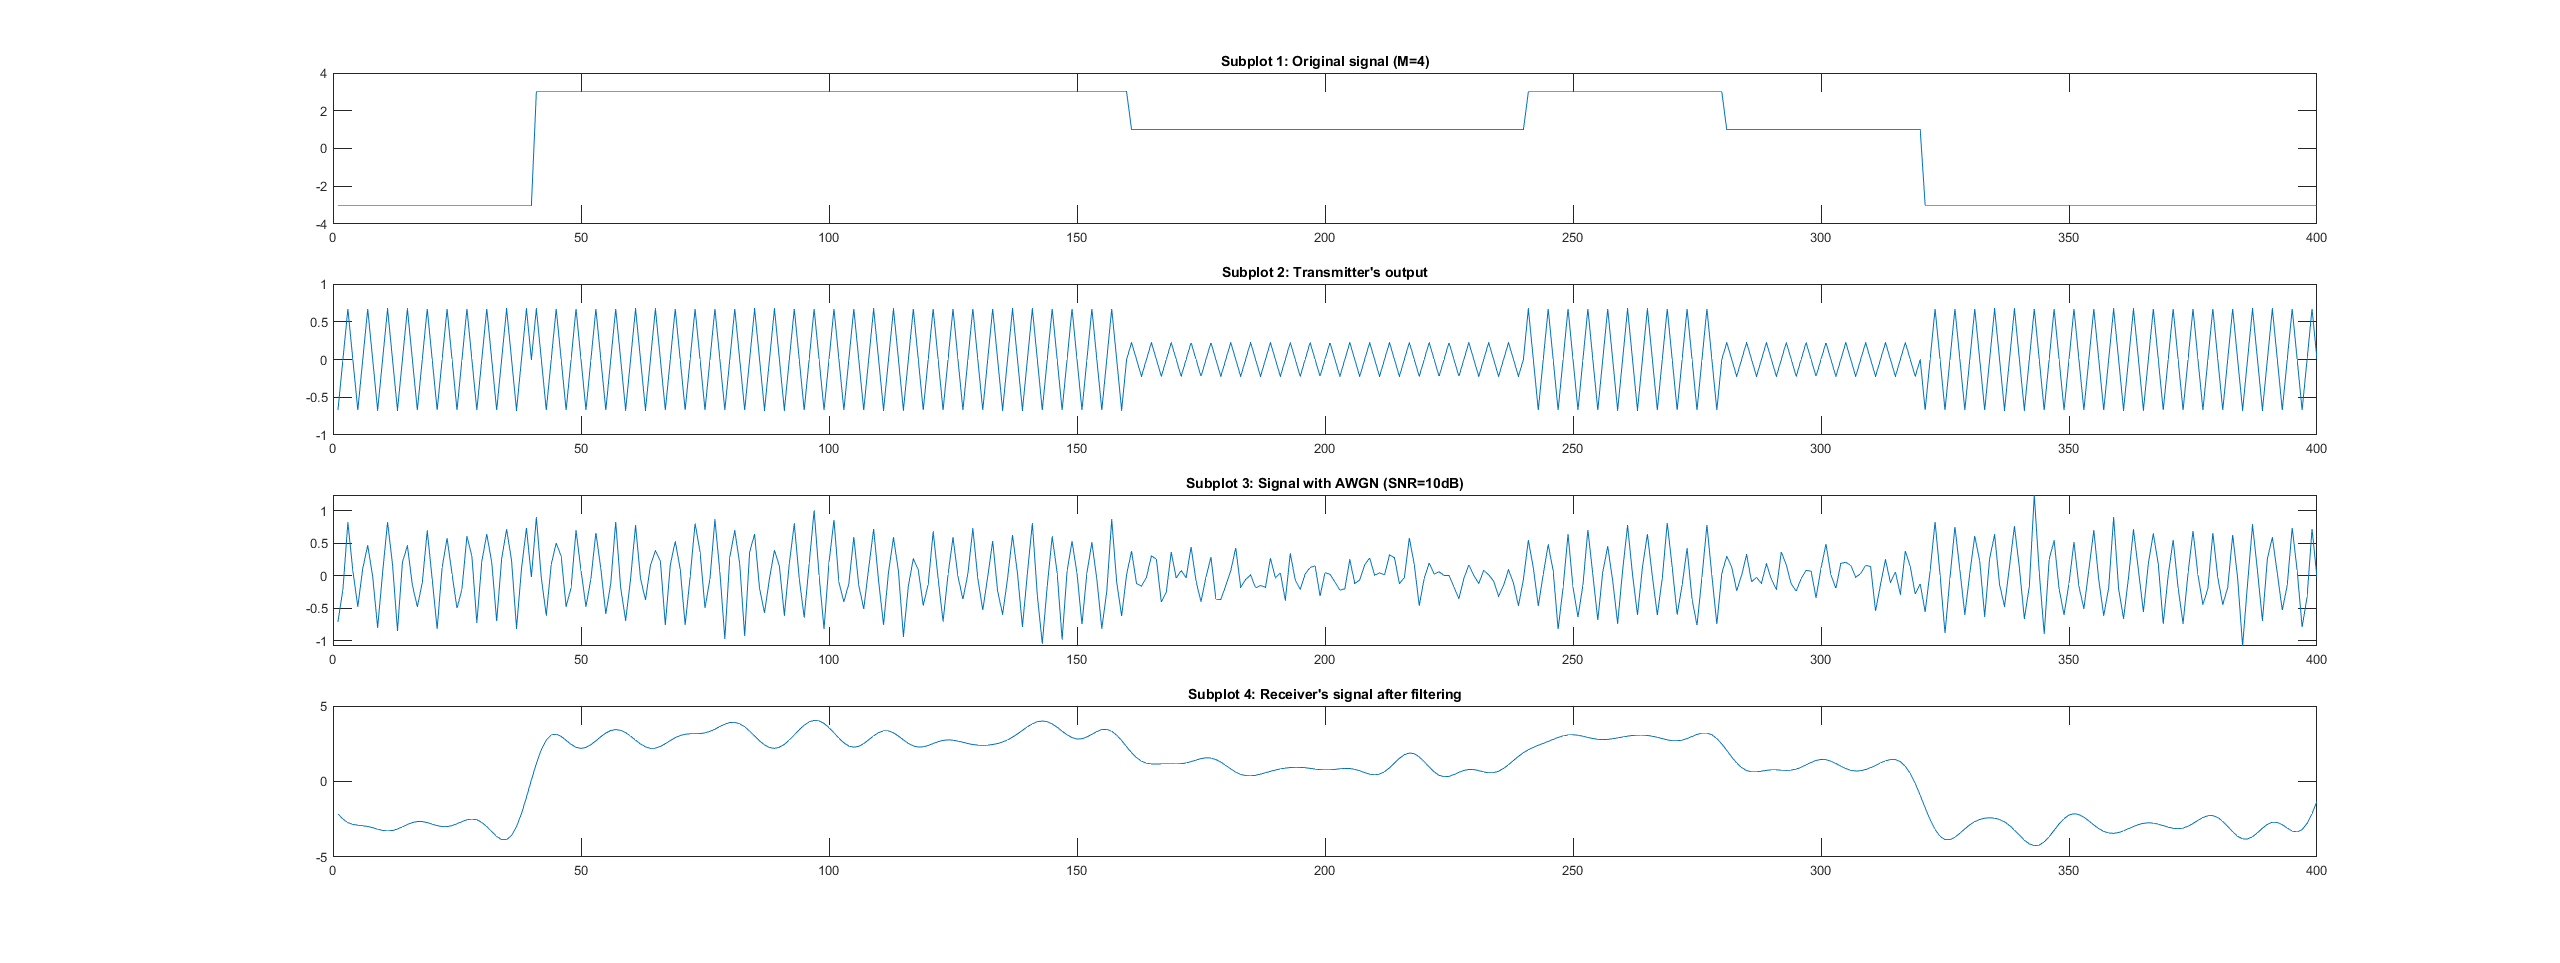 Subplot 1: Original signal (M=4)
4
2
0
-2
-4
0 50 100 150 200 250 300 350 400
Subplot 2: Transmitter's output
1
0.5
0
-0.5
-1
0 50 100 150 200 250 300 350 400
Subplot 3: Signal with AWGN (SNR=10dB)
1
0.5
0
-0.5
-1
0 50 100 150 200 250 300 350 400
Subplot 4: Receiver's signal after filtering
5
0
-5
0 50 100 150 200 250 300 350 400